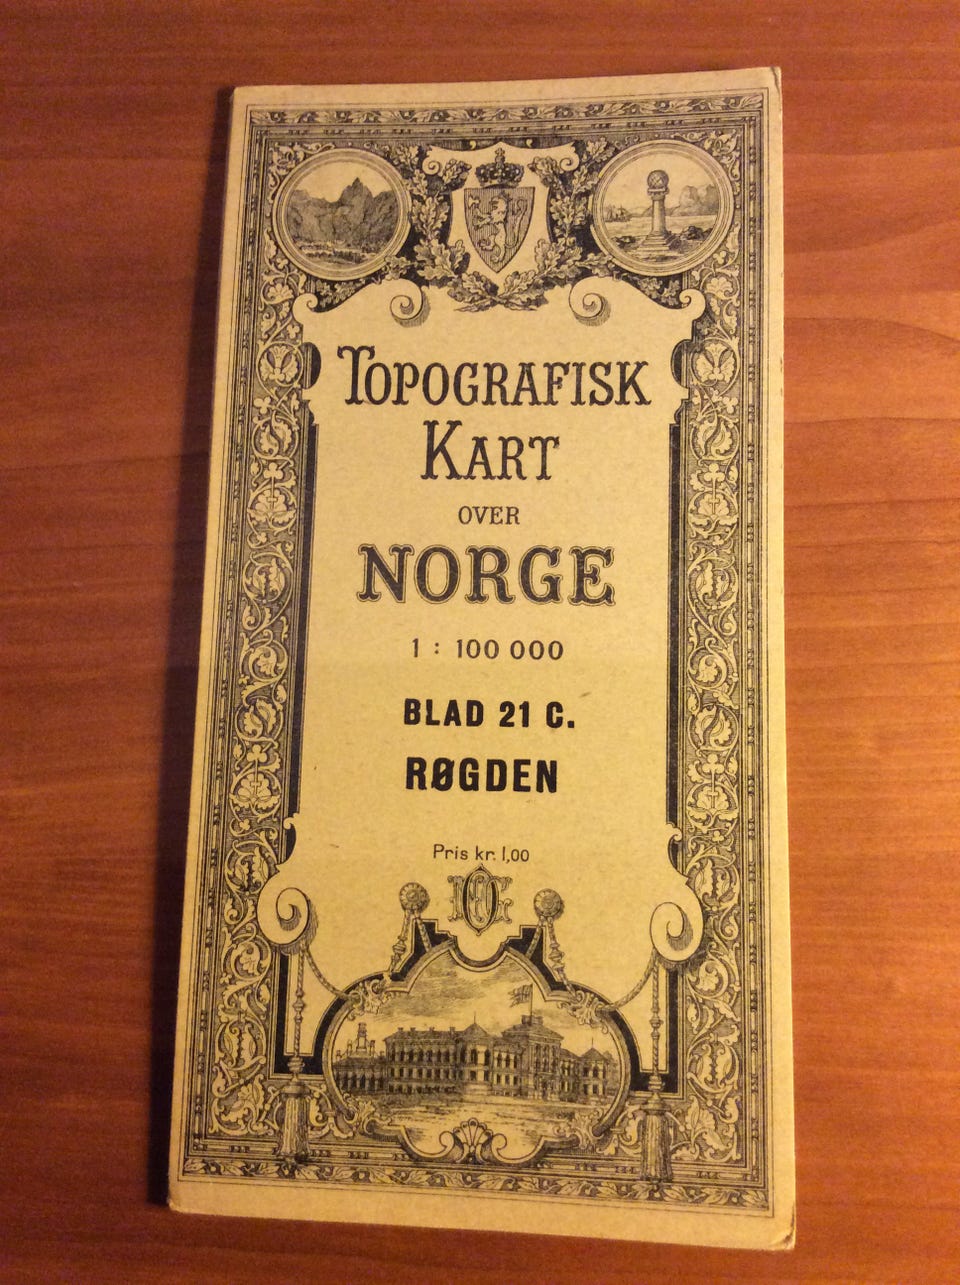 TOPOGRAFISK
KART
OVER
NORGE
1 : 100 000
BLAD 21 C.
RØGDEN
Pris kr. 1,00